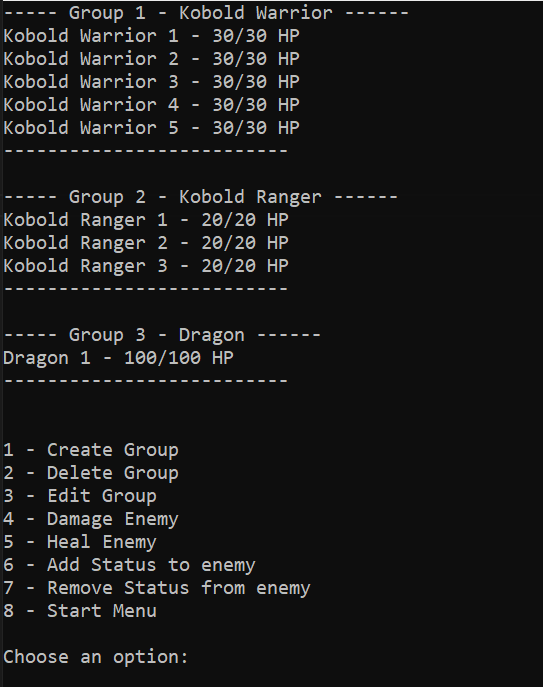 ----- Group 1 - Kobold Warrior ------
Kobold Warrior 1 - 30/30 HP
Kobold Warrior 2 - 30/30 HP
Kobold Warrior 3 - 30/30 HP
Kobold Warrior 4 - 30/30 HP
Kobold Warrior 5 - 30/30 HP
--------------------------
----- Group 2 - Kobold Ranger ------
Kobold Ranger 1 - 20/20 HP
Kobold Ranger 2 - 20/20 HP
Kobold Ranger 3 - 20/20 HP
--------------------------
----- Group 3 - Dragon ------
Dragon 1 - 100/100 HP
--------------------------
1 - Create Group
2 - Delete Group
3 - Edit Group
4 - Damage Enemy
5 - Heal Enemy
6 - Add Status to enemy
7 - Remove Status from enemy
8 - Start Menu
Choose an option: